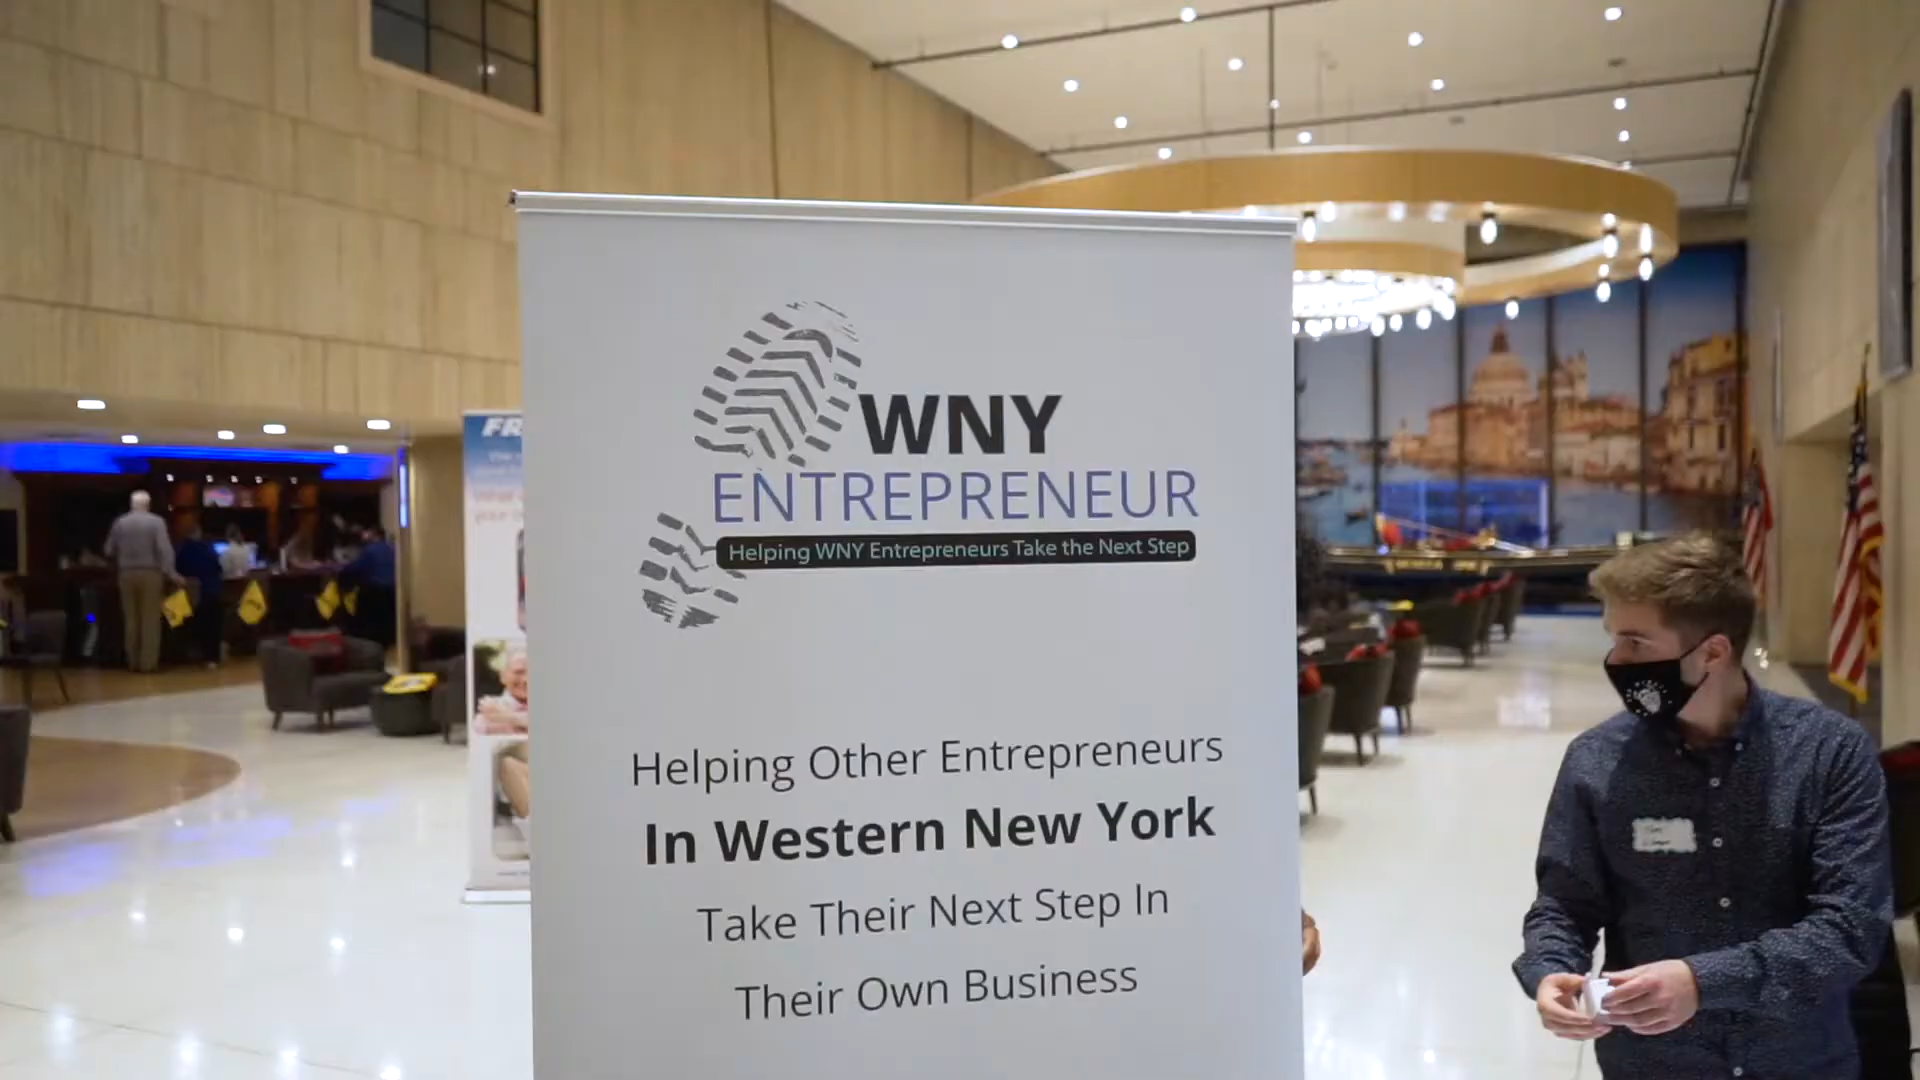 WNY
ENTREPRENEUR
Helping WNY Entrepreneurs Take the Next Step
Helping Other Entrepreneurs
In Western New York
Take Their Next Step In
Their Own Business
FR